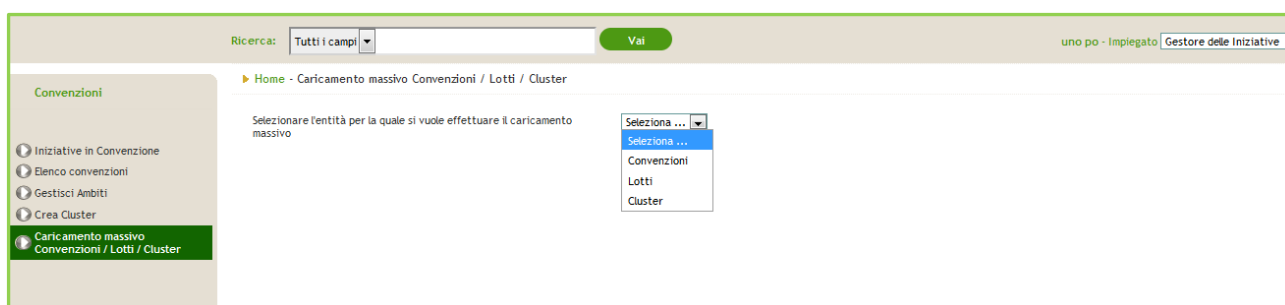 Ricerca: Tutti i campi Vai uno po - Impiegato Gestore delle Iniziative
Convenzioni
Iniziative in Convenzione
Elenco convenzioni
Gestisci Ambiti
Crea Cluster
Caricamento massivo
Convenzioni / Lotti / Cluster
Home - Caricamento massivo Convenzioni / Lotti / Cluster
Selezionare l'entità per la quale si vuole effettuare il caricamento
massivo
Seleziona ...
Seleziona ...
Convenzioni
Lotti
Cluster